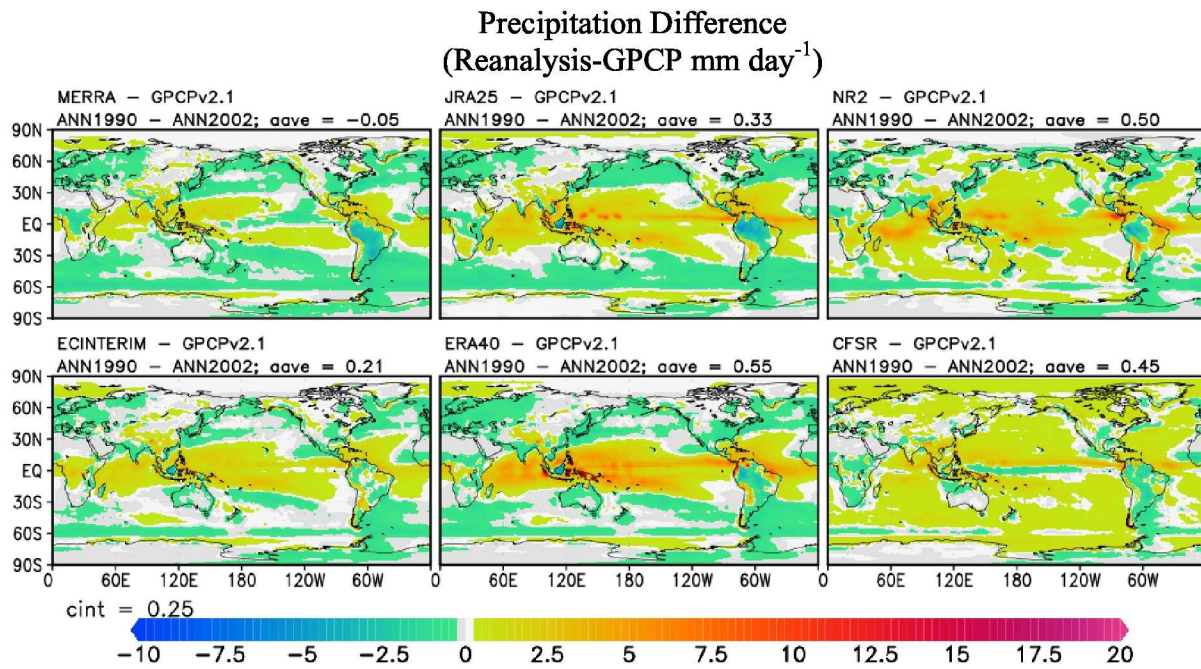 Precipitation Difference
(Reanalysis-GPCP mm day-1)
MERRA - GPCPv2.1
ANN1990 - ANN2002; aave = -0.05
JRA25 - GPCPv2.1
ANN1990 - ANN2002; aave = 0.33
NR2 - GPCPv2.1
ANN1990 - ANN2002; aave = 0.50
90N
60N
30N
EQ
30S
60S
90S
ECINTERIM - GPCPv2.1
ANN1990 - ANN2002; aave = 0.21
ERA40 - GPCPv2.1
ANN1990 - ANN2002; aave = 0.55
CFSR - GPCPv2.1
ANN1990 - ANN2002; aave = 0.45
90N
60N
30N
EQ
30S
60S
90S
0 60E 120E 180 120W 60W
0 60E 120E 180 120W 60W
0 60E 120E 180 120W 60W
cint = 0.25
-10 -7.5 -5 -2.5 0 2.5 5 7.5 10 12.5 15 17.5 20